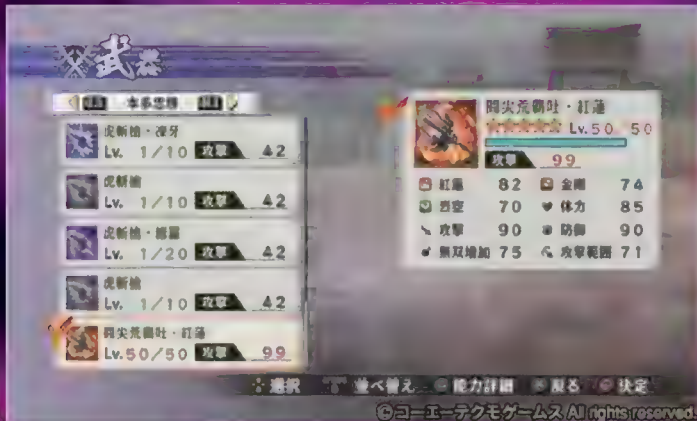 武器
本多忠勝
虎斬槍・凍牙
Lv. 1/10 攻撃 42
虎斬槍
Lv. 1/10 攻撃 42
虎斬槍・
Lv. 1/20 攻撃 42
虎斬槍
Lv. 1/10 攻撃 42
闘尖荒覇吐・紅蓮
Lv.50/50 攻撃 99
闘尖荒覇吐・紅蓮
Lv.50 50
攻撃 99
紅蓮 82 金剛 74
烈空 70 体力 85
攻撃 90 防御 90
無双増加 75 攻撃範囲 71
選択 並べ替え 能力詳細 戻る 決定
©コーエーテクモゲームス All rights reserved.